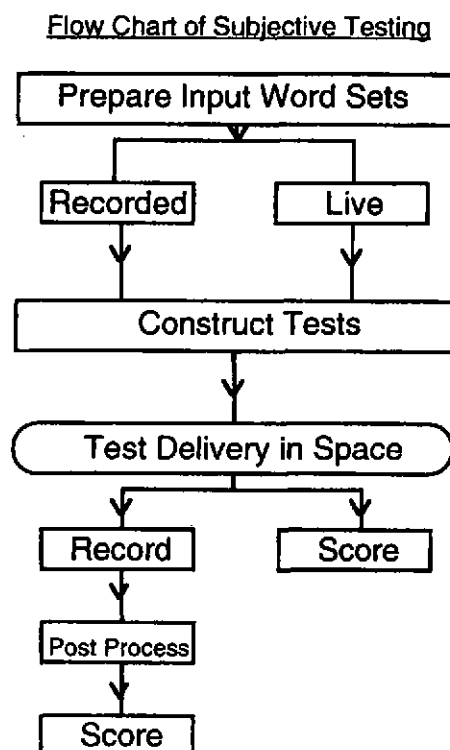 Flow Chart of Subjective Testing
Prepare Input Word Sets
Recorded
Live
Construct Tests
Test Delivery in Space
Record
Score
Post Process
Score